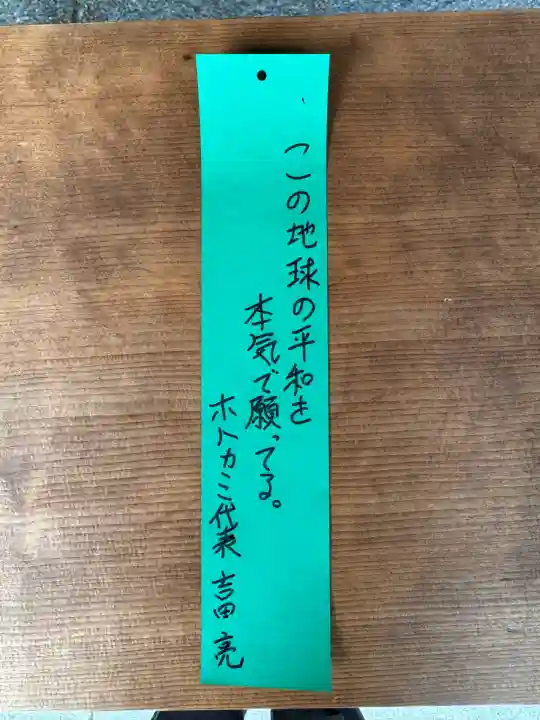 この地球の平和を
本気で願ってる。
ホトカミ代表 吉田 亮